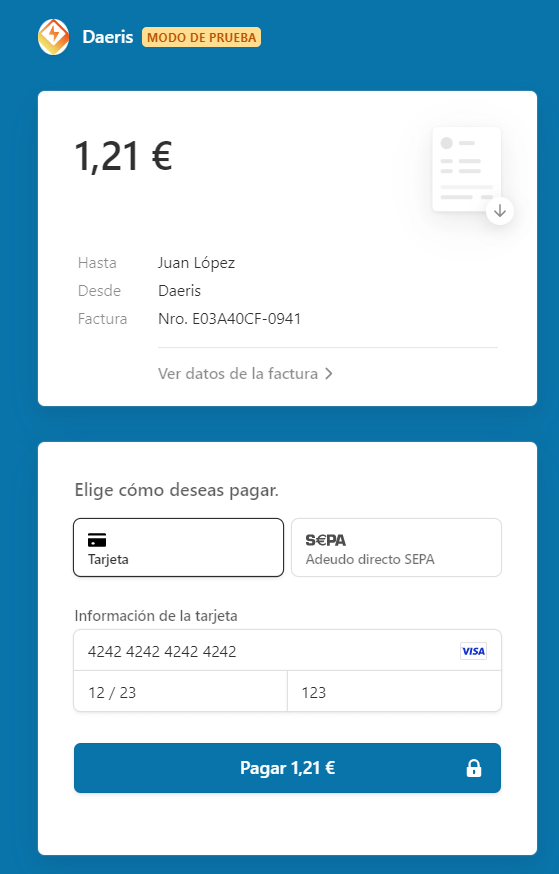 Daeris MODO DE PRUEBA
1,21 €
Hasta Juan López
Desde Daeris
Factura Nro. E03A40CF-0941
Ver datos de la factura
Elige cómo deseas pagar.
Tarjeta
S€PA
Adeudo directo SEPA
Información de la tarjeta
4242 4242 4242 4242 VISA
12 / 23 123
Pagar 1,21 €